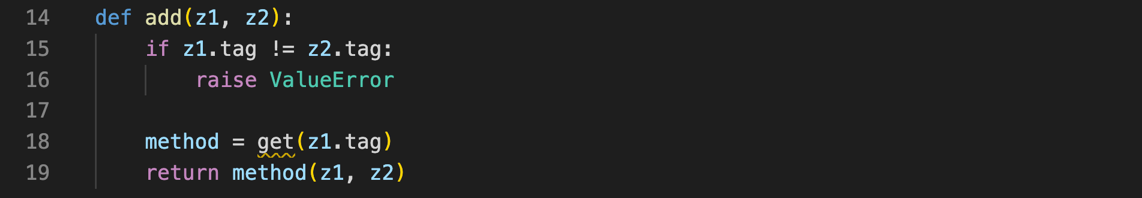 14 def add(z1, z2):
15 if z1.tag != z2.tag:
16 raise ValueError
17
18 method = get(z1.tag)
19 return method(z1, z2)